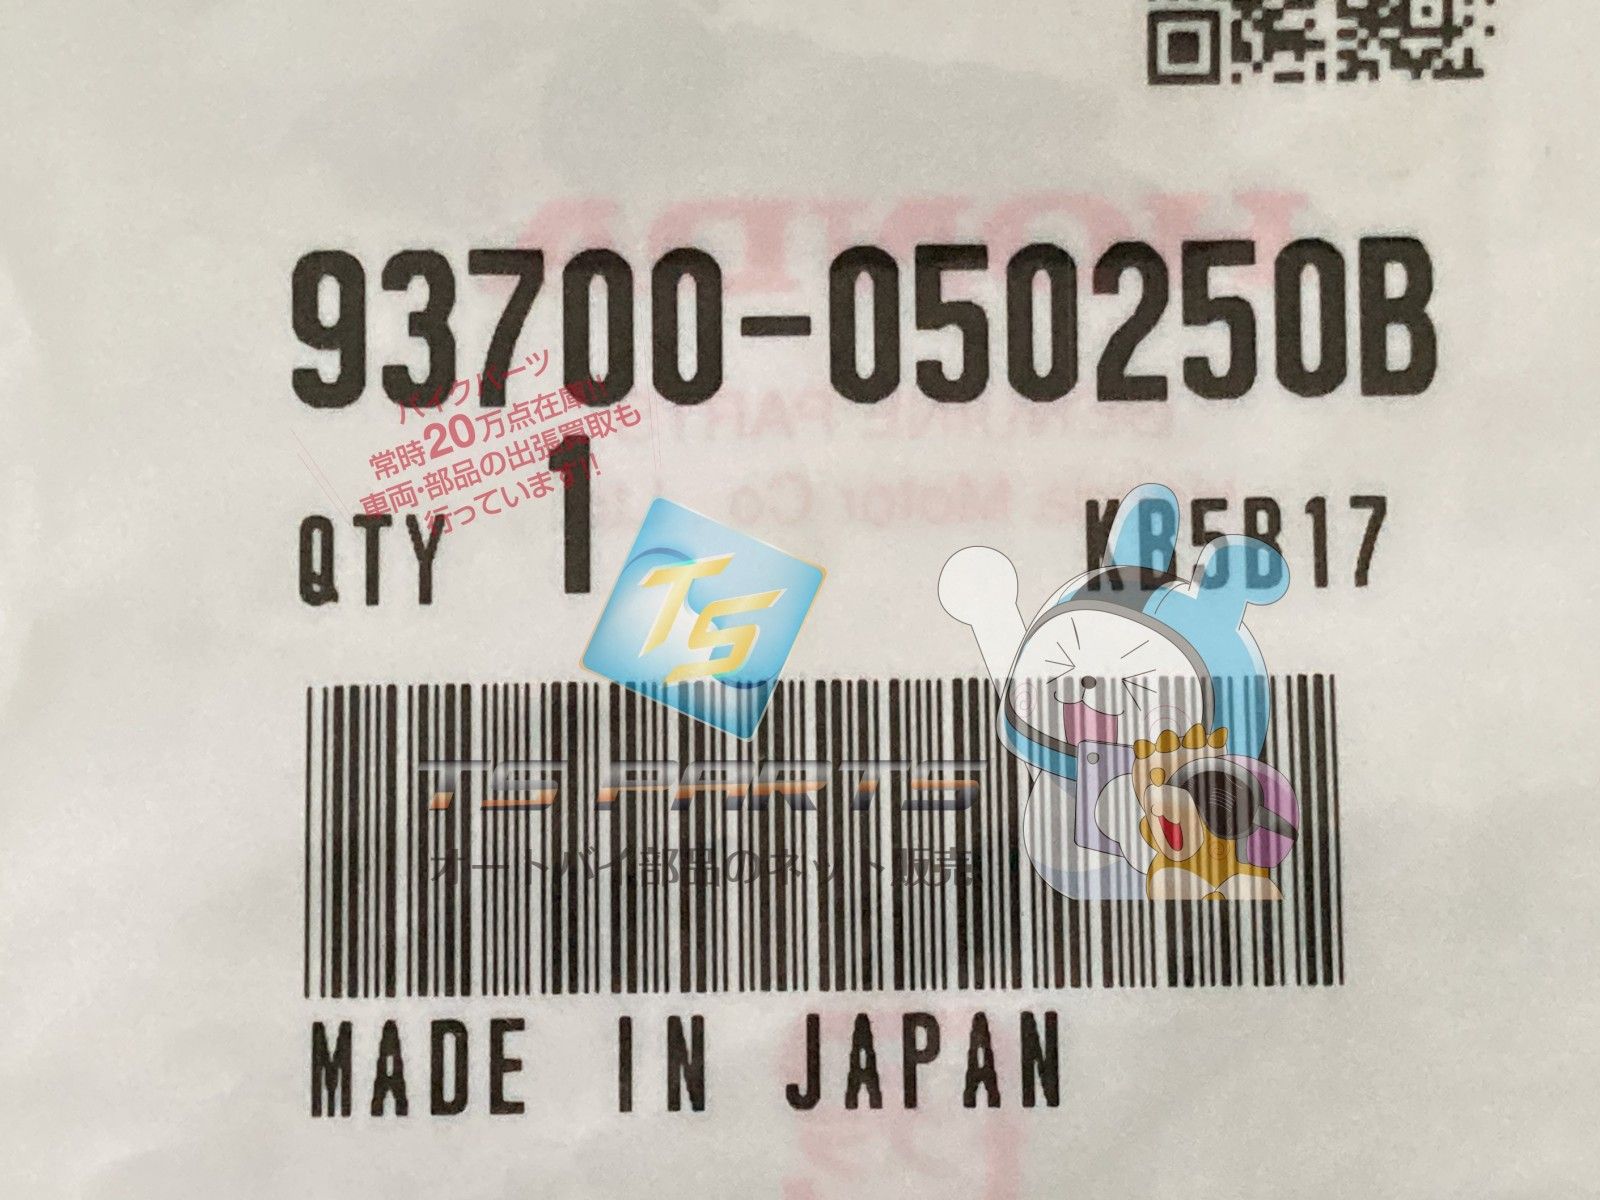 93700-050250B
バイクパーツ
常時20万点在庫!!
車両・部品の出張買取も
行っています!!
QTY 1 KB5B17
TS
TS PARTS
オートバイ部品のネット販売
MADE IN JAPAN